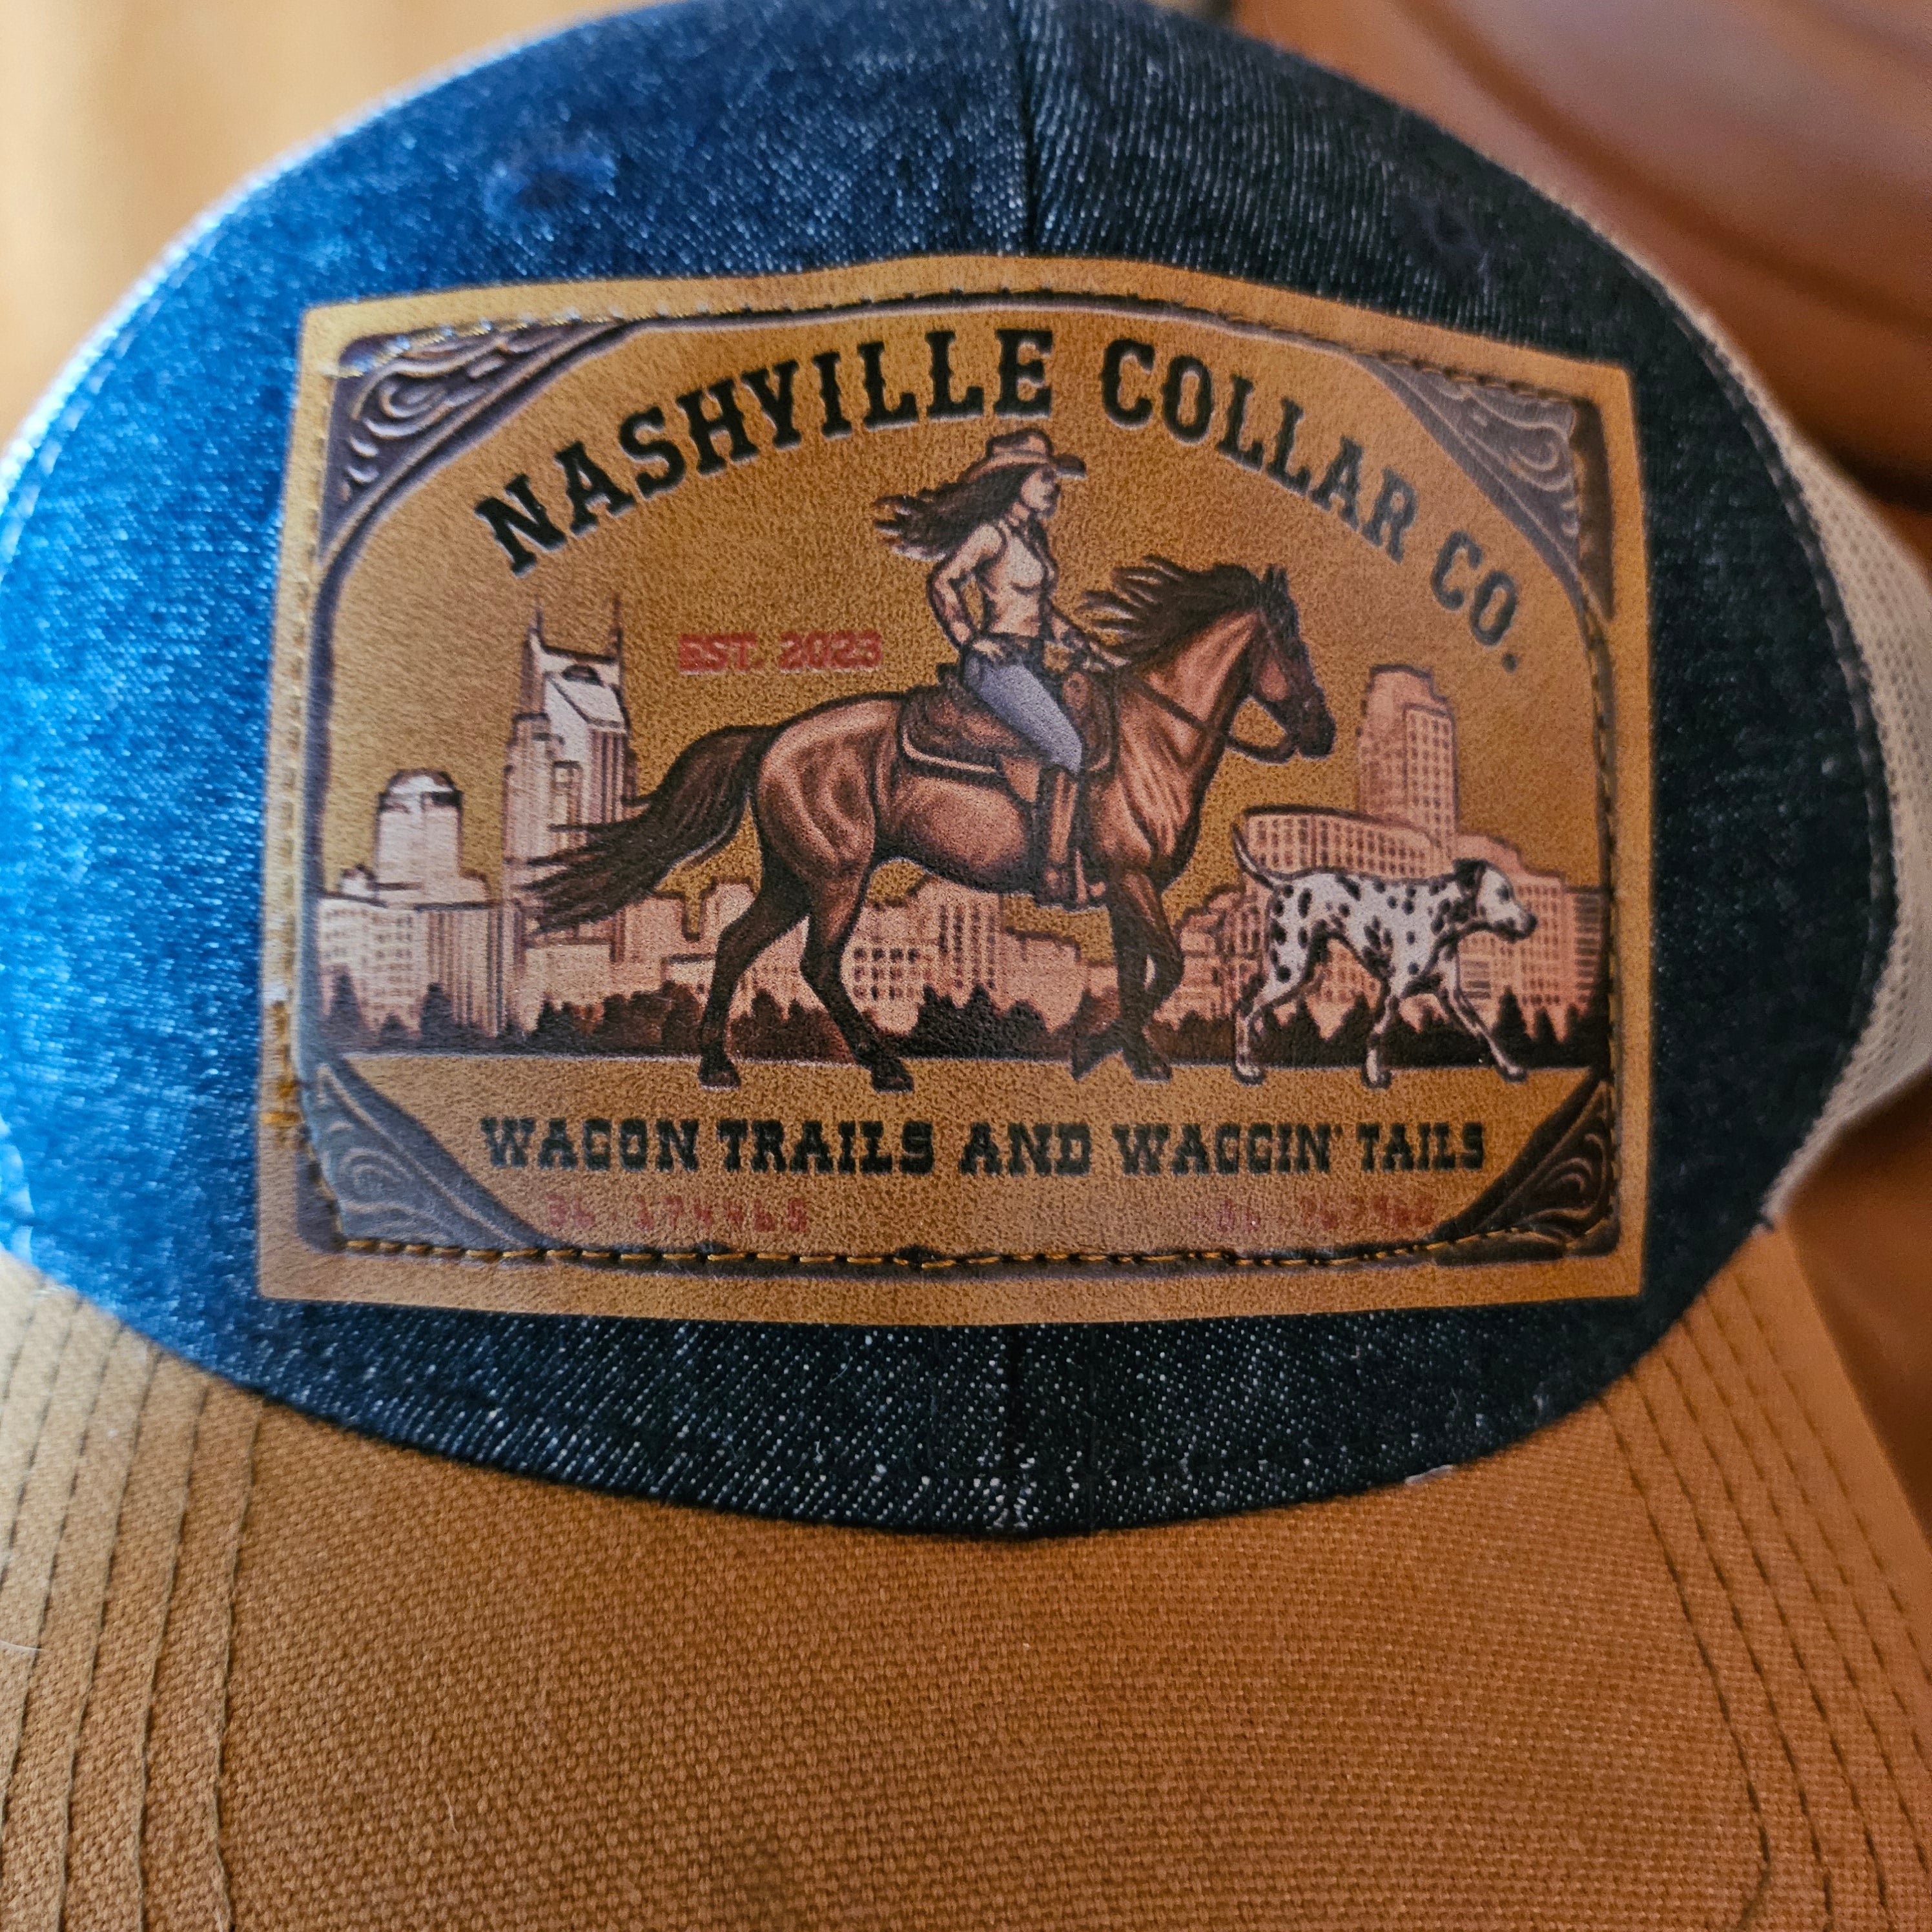 NASHVILLE COLLAR CO.
EST. 2023
WAGON TRAILS AND WAGGIN' TAILS